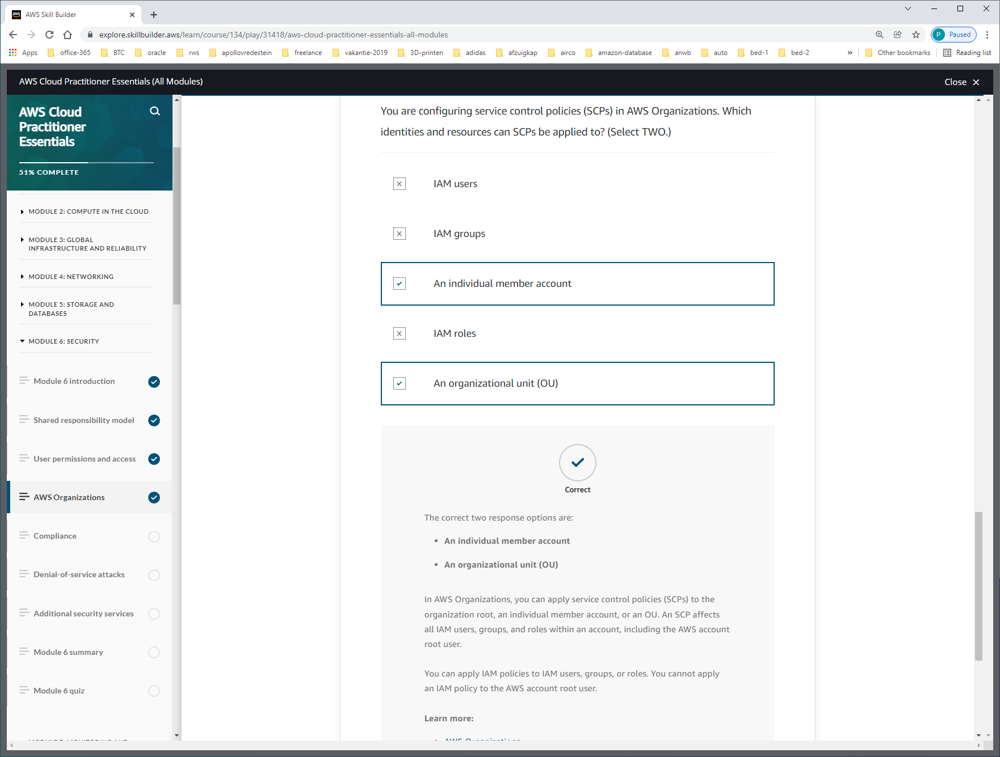 AWS Skill Builder
explore.skillbuilder.aws/learn/course/134/play/31418/aws-cloud-practitioner-essentials-all-modules
P Paused
Apps office-365 BTC oracle rws apollovredestein freelance vakantie-2019 3D-printen adidas afzuigkap airco amazon-database anwb auto bed-1 bed-2 » Other bookmarks Reading list
AWS Cloud Practitioner Essentials (All Modules)
Close
AWS Cloud
Practitioner
Essentials
51% COMPLETE
MODULE 2: COMPUTE IN THE CLOUD
MODULE 3: GLOBAL
INFRASTRUCTURE AND RELIABILITY
MODULE 4: NETWORKING
MODULE 5: STORAGE AND
DATABASES
MODULE 6: SECURITY
Module 6 introduction
Shared responsibility model
User permissions and access
AWS Organizations
Compliance
Denial-of-service attacks
Additional security services
Module 6 summary
Module 6 quiz
You are configuring service control policies (SCPs) in AWS Organizations. Which
identities and resources can SCPs be applied to? (Select TWO.)
IAM users
IAM groups
An individual member account
IAM roles
An organizational unit (OU)
Correct
The correct two response options are:
• An individual member account
• An organizational unit (OU)
In AWS Organizations, you can apply service control policies (SCPs) to the
organization root, an individual member account, or an OU. An SCP affects
all IAM users, groups, and roles within an account, including the AWS account
root user.
You can apply IAM policies to IAM users, groups, or roles. You cannot apply
an IAM policy to the AWS account root user.
Learn more:
• AWS Organizations